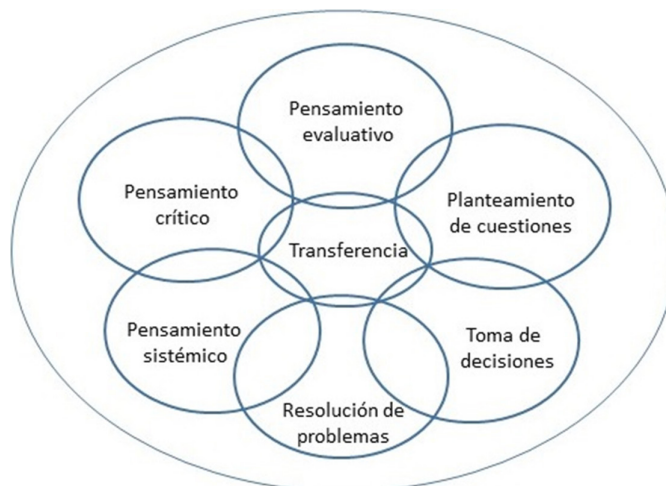 Pensamiento
evaluativo
Pensamiento
crítico
Planteamiento
de cuestiones
Transferencia
Pensamiento
sistémico
Toma de
decisiones
Resolución de
problemas